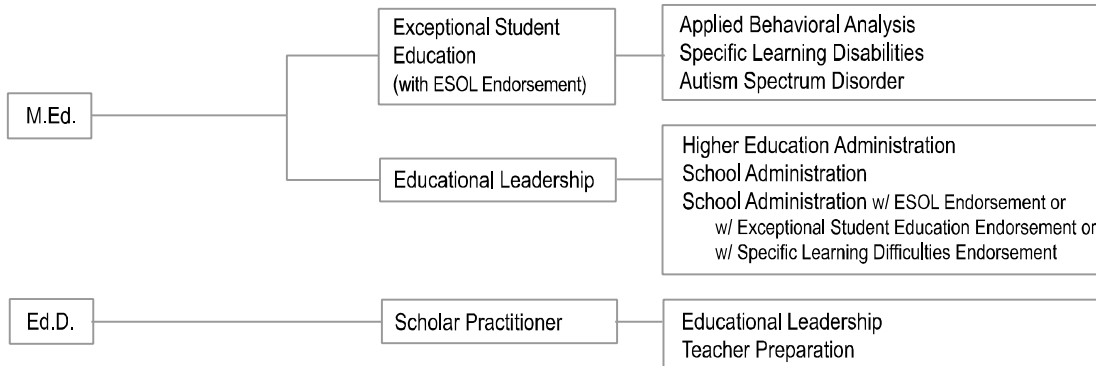 M.Ed.
Exceptional Student
Education
(with ESOL Endorsement)
Applied Behavioral Analysis
Specific Learning Disabilities
Autism Spectrum Disorder
Educational Leadership
Higher Education Administration
School Administration
School Administration w/ ESOL Endorsement or
w/ Exceptional Student Education Endorsement or
w/ Specific Learning Difficulties Endorsement
Ed.D.
Scholar Practitioner
Educational Leadership
Teacher Preparation